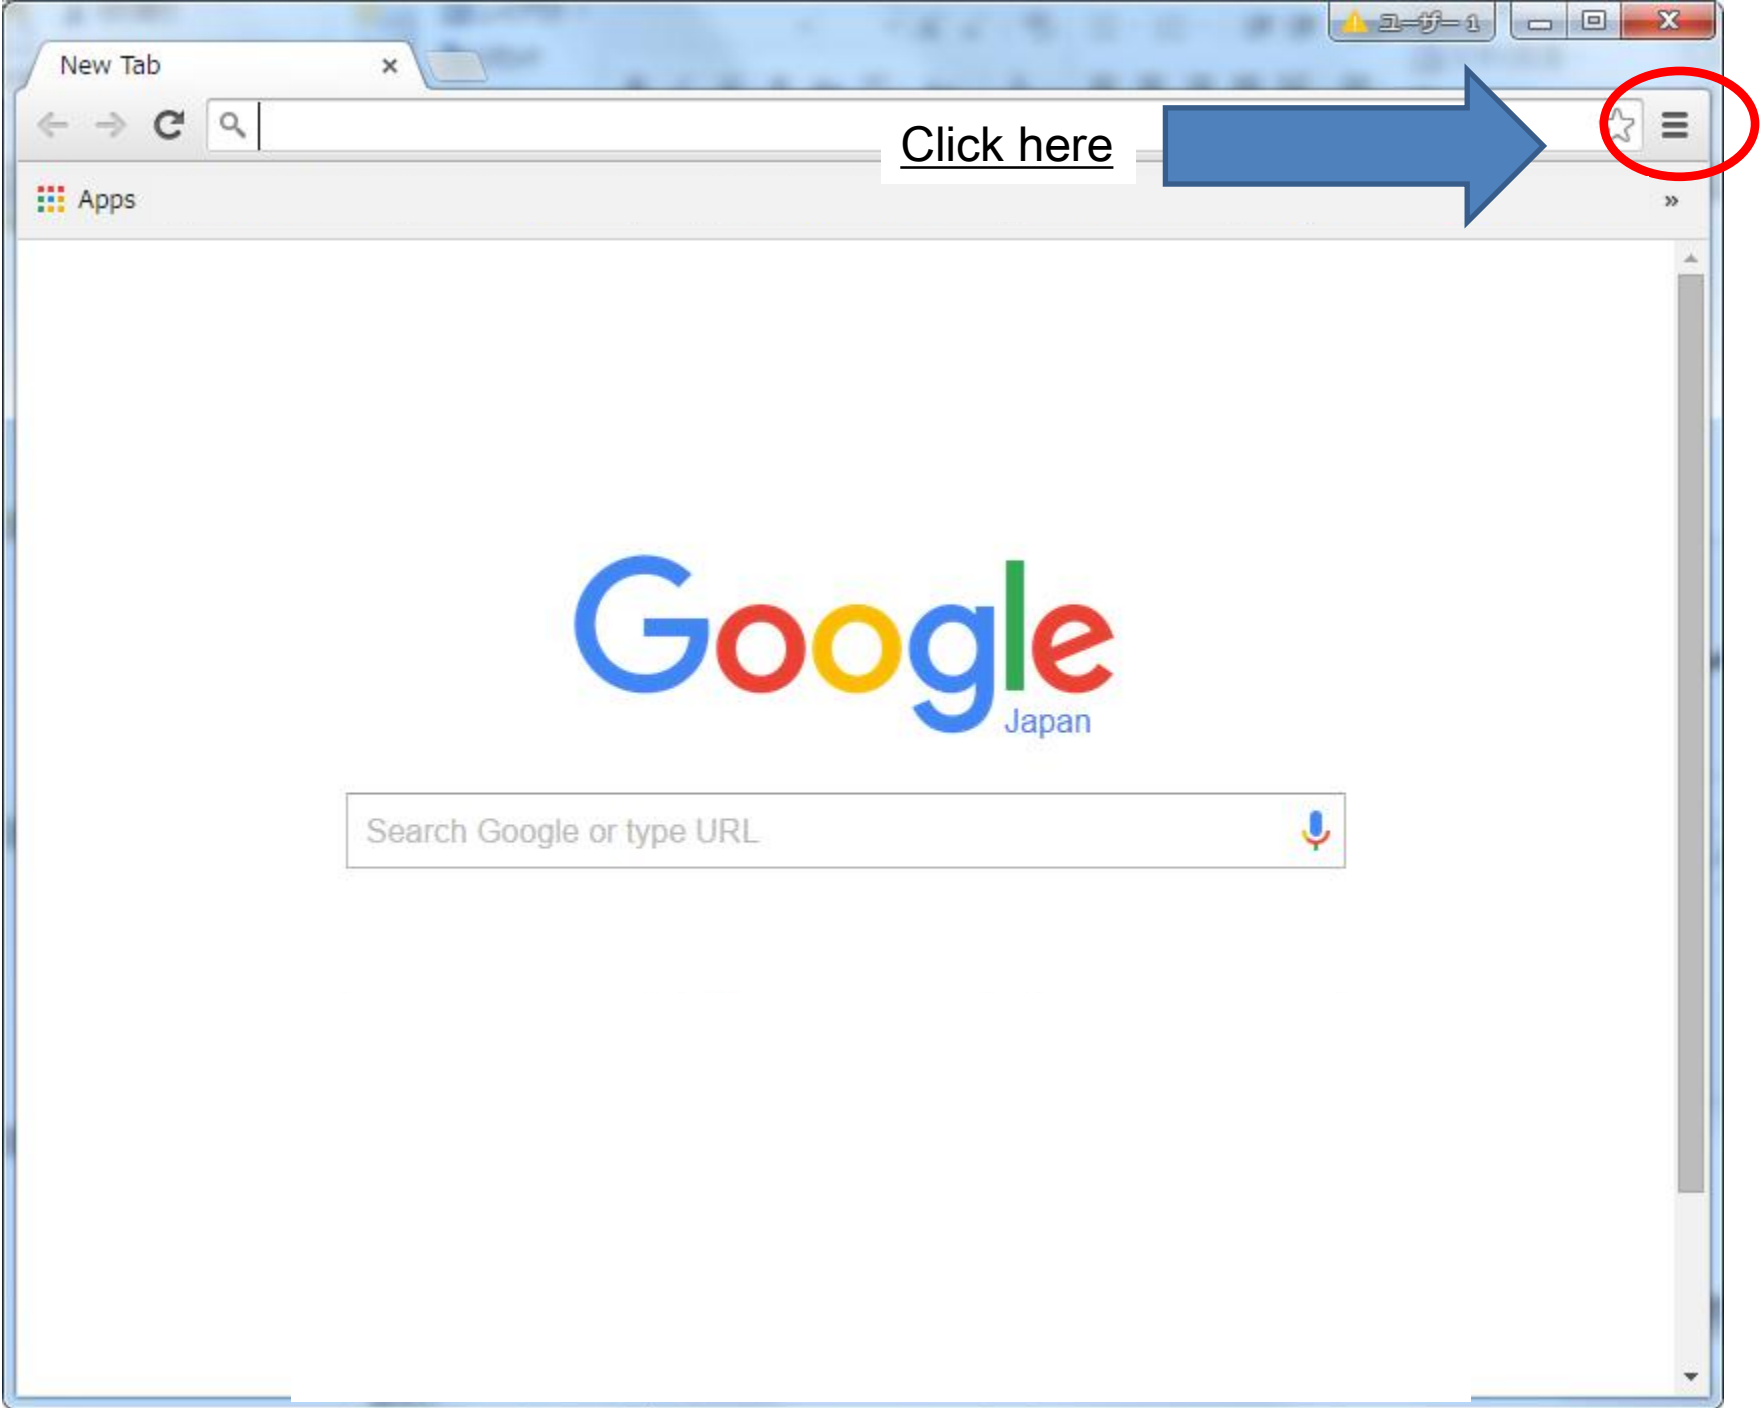 ユーザー 1
New Tab
Click here
Apps
Google
Japan
Search Google or type URL